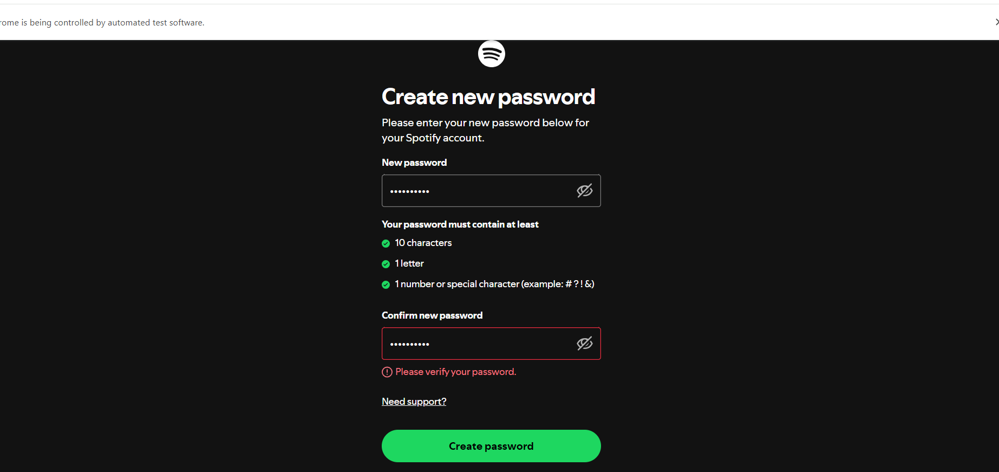 rome is being controlled by automated test software.
Create new password
Please enter your new password below for
your Spotify account.
New password
••••••••••
Your password must contain at least
10 characters
1 letter
1 number or special character (example: # ? ! &)
Confirm new password
••••••••••
Please verify your password.
Need support?
Create password